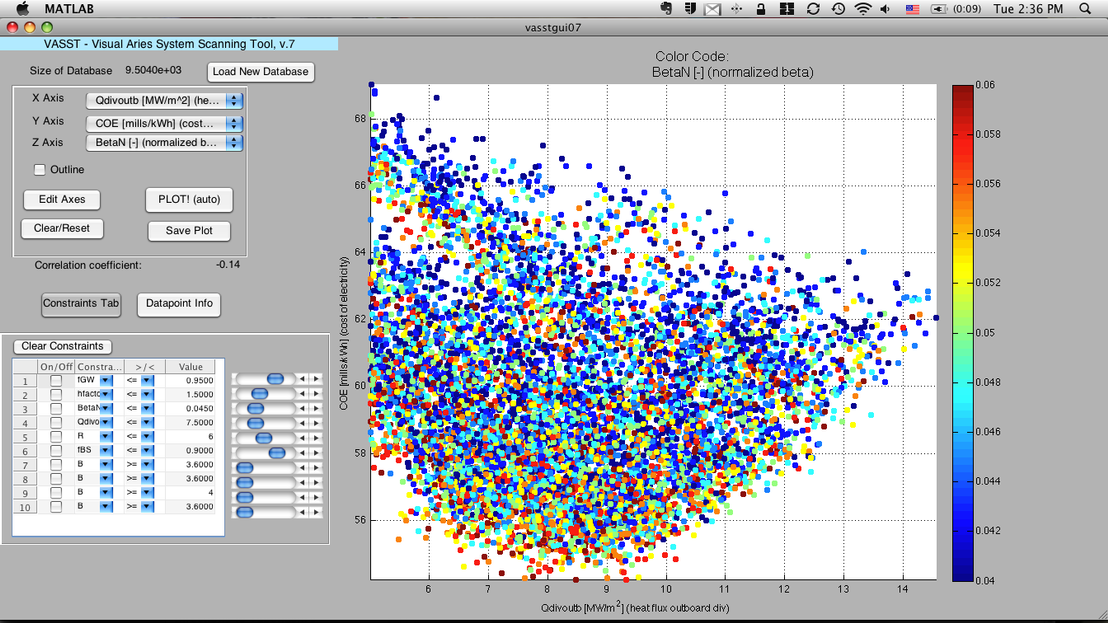 MATLAB
(0:09) Tue 2:36 PM
vasstgui07
VASST - Visual Aries System Scanning Tool, v.7
Size of Database 9.5040e+03 Load New Database
X Axis Qdivoutb [MW/m^2] (he...
Y Axis COE [mills/kWh] (cost...
Z Axis BetaN [-] (normalized b...
Outline
Edit Axes PLOT! (auto)
Clear/Reset Save Plot
Correlation coefficient: -0.14
Constraints Tab Datapoint Info
Clear Constraints
On/Off Constra... >/< Value
1 fGW <= 0.9500
2 hfacto <= 1.5000
3 BetaN <= 0.0450
4 Qdivo <= 7.5000
5 R <= 6
6 fBS <= 0.9000
7 B >= 3.6000
8 B >= 3.6000
9 B >= 4
10 B >= 3.6000
Color Code:
BetaN [-] (normalized beta)
COE [mills/kWh] (cost of electricity)
68
66
64
62
60
58
56
6 7 8 9 10 11 12 13 14
Qdivoutb [MW/m^2] (heat flux outboard div)
0.06
0.058
0.056
0.054
0.052
0.05
0.048
0.046
0.044
0.042
0.04